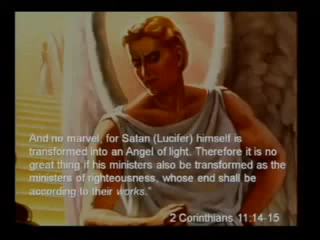 And no marvel, for Satan (Lucifer) himself is
transformed into an Angel of light. Therefore it is no
great thing if his ministers also be transformed as the
ministers of righteousness, whose end shall be
according to their works."
2 Corinthians 11:14-15